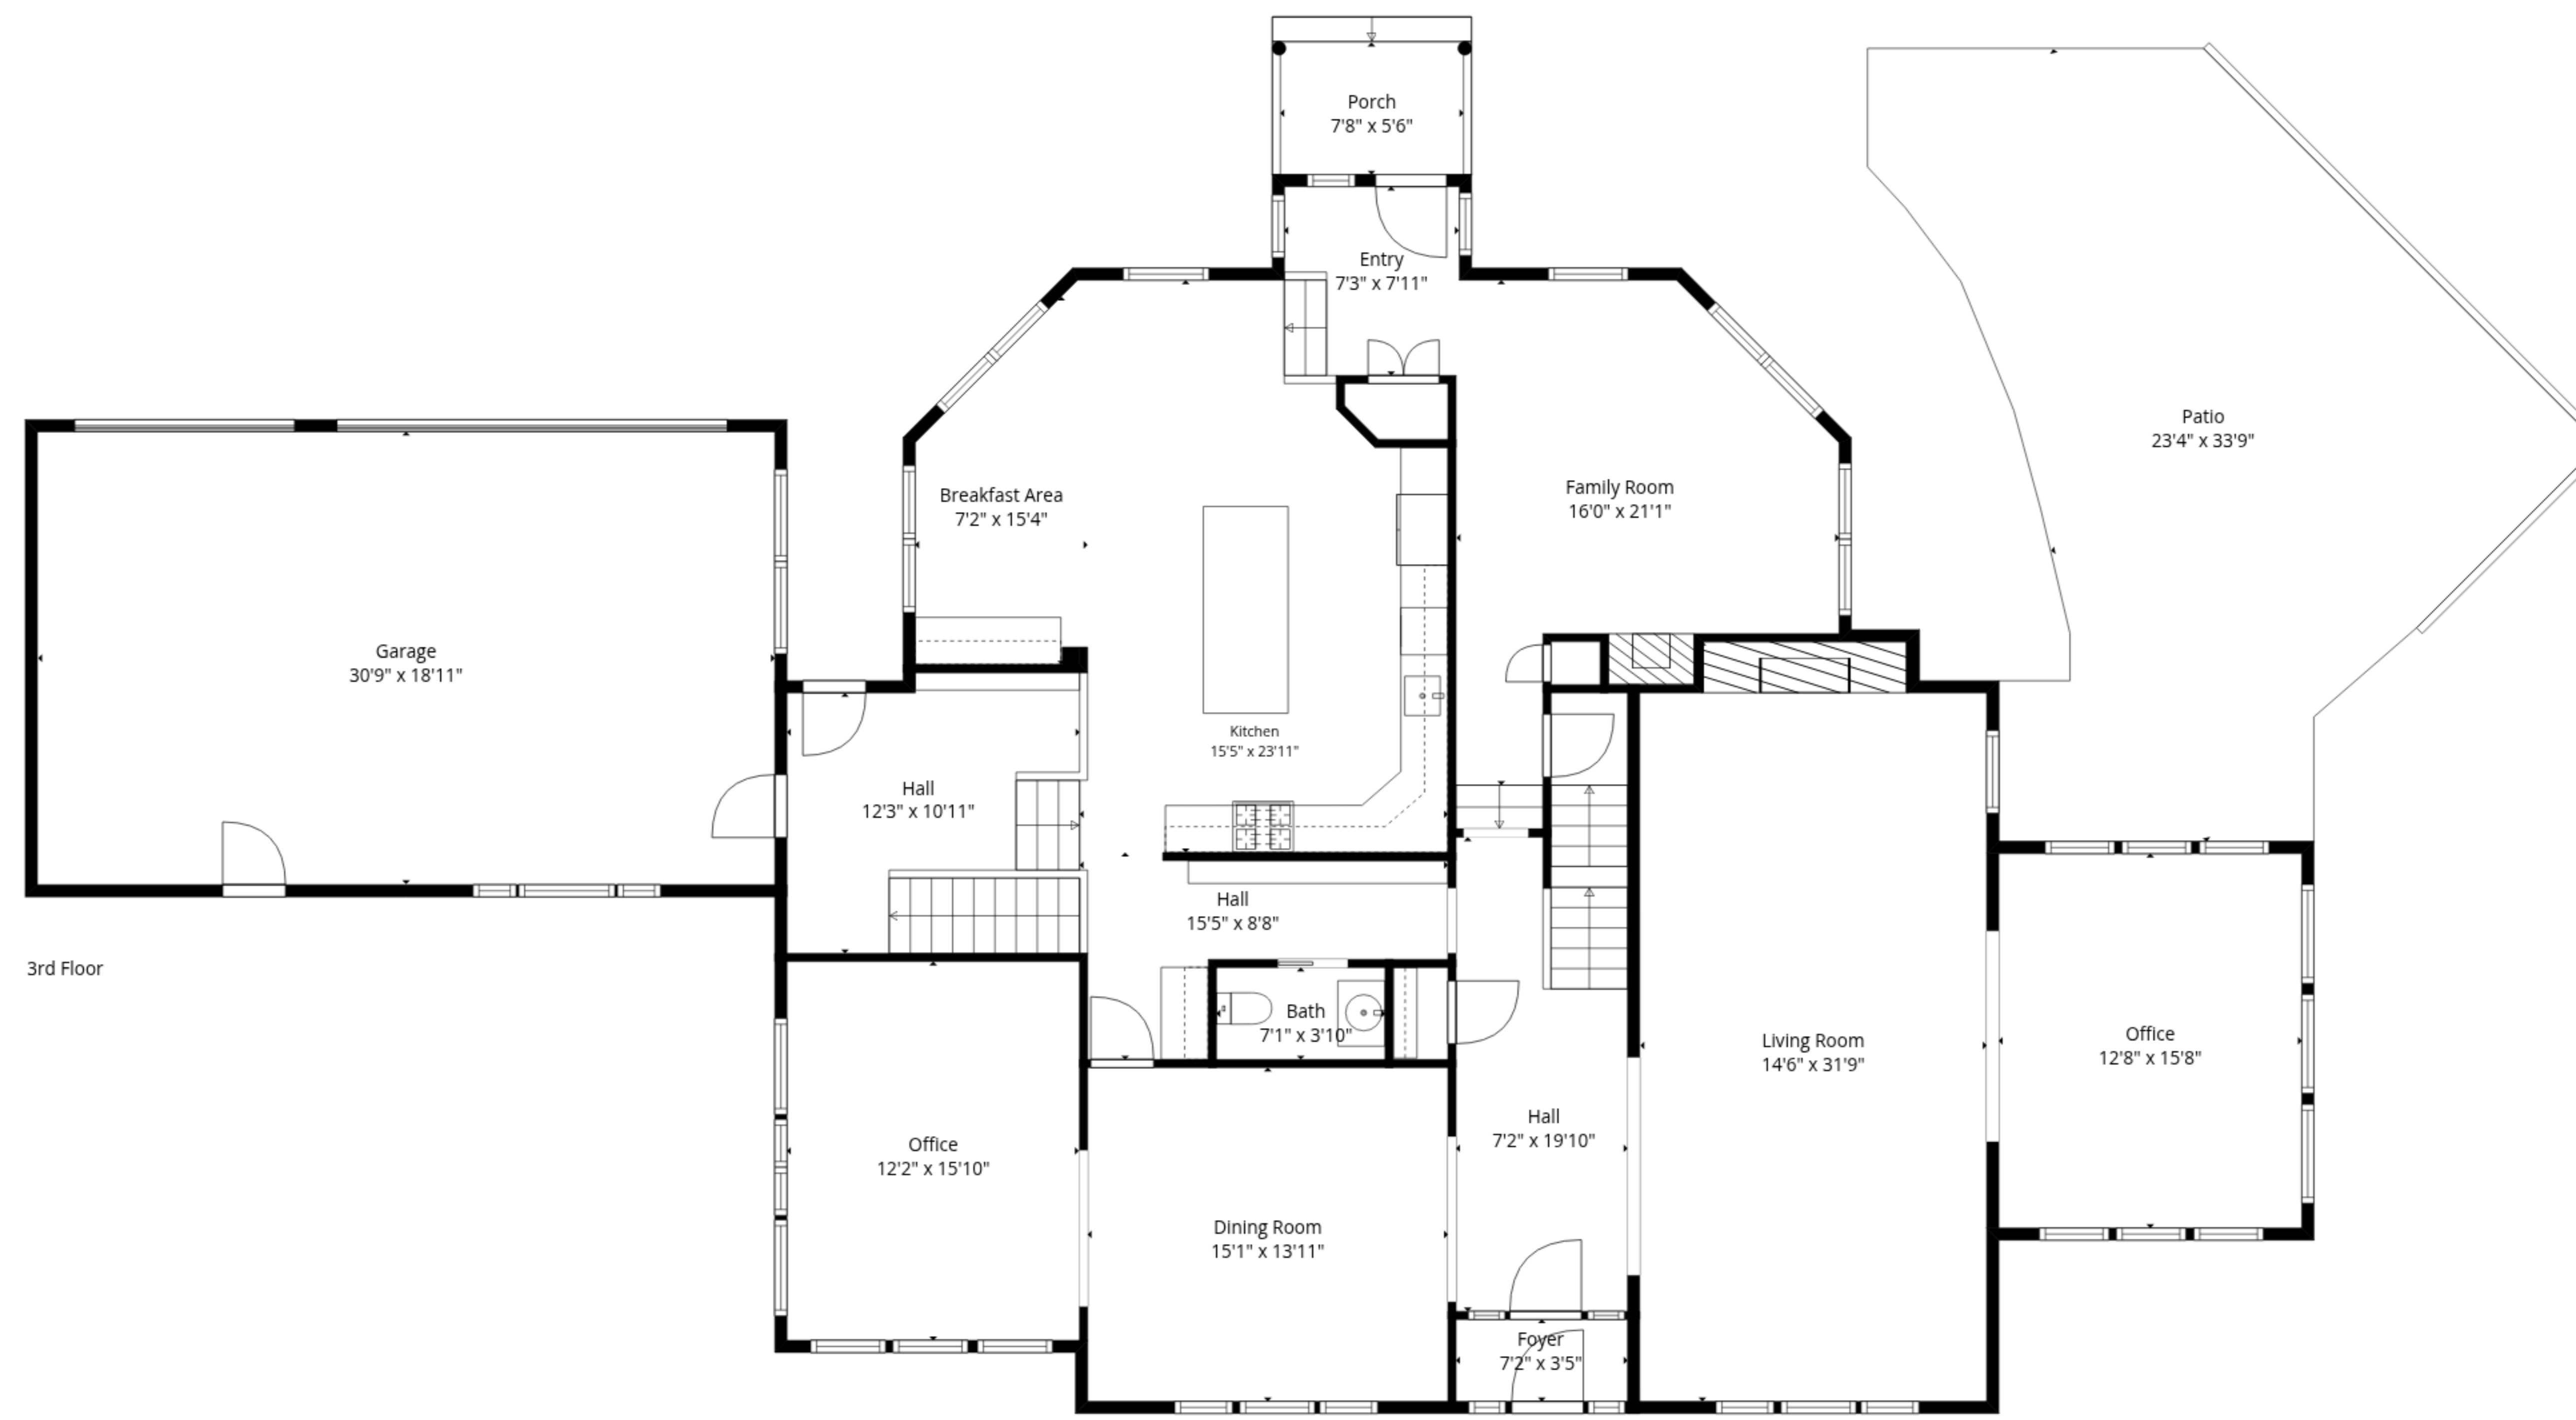 Porch
7'8" x 5'6"
Entry
7'3" x 7'11"
Patio
23'4" x 33'9"
Breakfast Area
7'2" x 15'4"
Family Room
16'0" x 21'1"
Garage
30'9" x 18'11"
Kitchen
15'5" x 23'11"
Hall
12'3" x 10'11"
Hall
15'5" x 8'8"
3rd Floor
Bath
7'1" x 3'10"
Living Room
14'6" x 31'9"
Office
12'8" x 15'8"
Hall
7'2" x 19'10"
Office
12'2" x 15'10"
Dining Room
15'1" x 13'11"
Foyer
7'2" x 3'5"